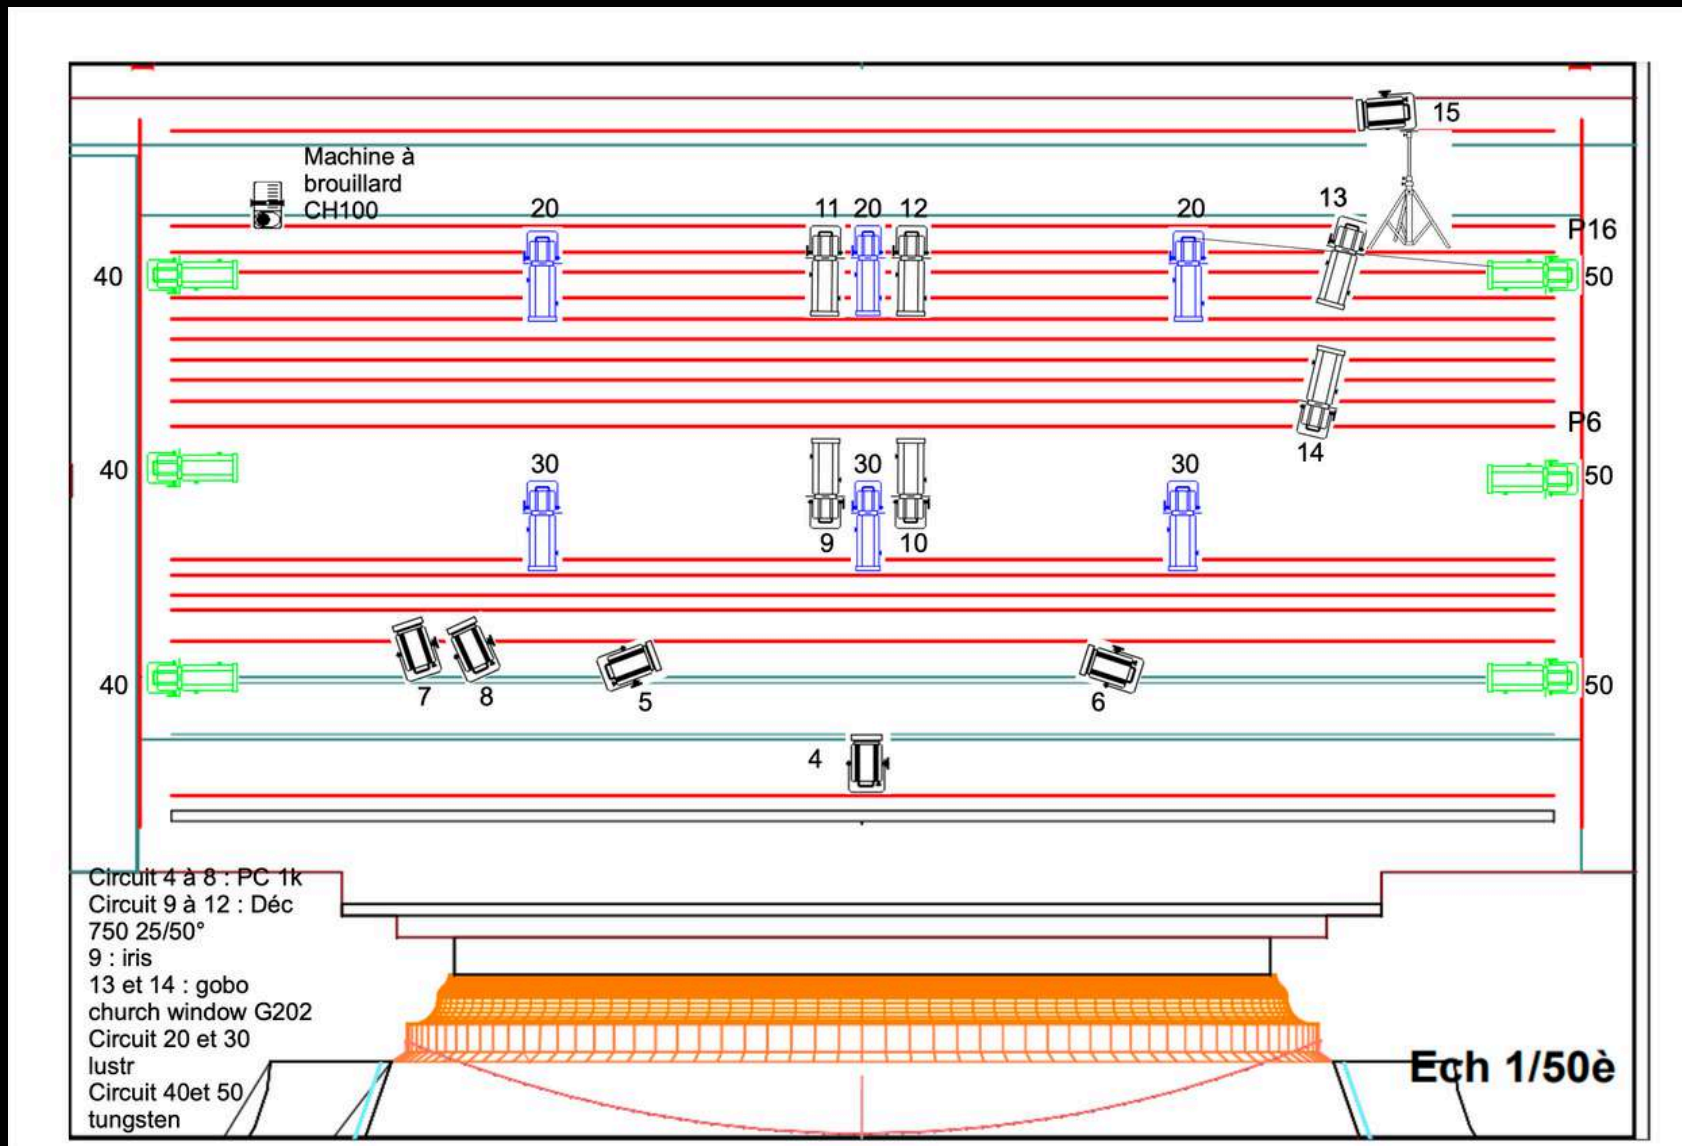 15
Machine à
brouillard
CH100
20
11
20
12
20
13
P16
40
50
P6
14
40
30
30
30
50
9
10
7
8
5
6
40
50
4
Circuit 4 à 8 : PC 1k
Circuit 9 à 12 : Déc
750 25/50°
9 : iris
13 et 14 : gobo
church window G202
Circuit 20 et 30
lustr
Circuit 40et 50
tungsten
Ech 1/50è